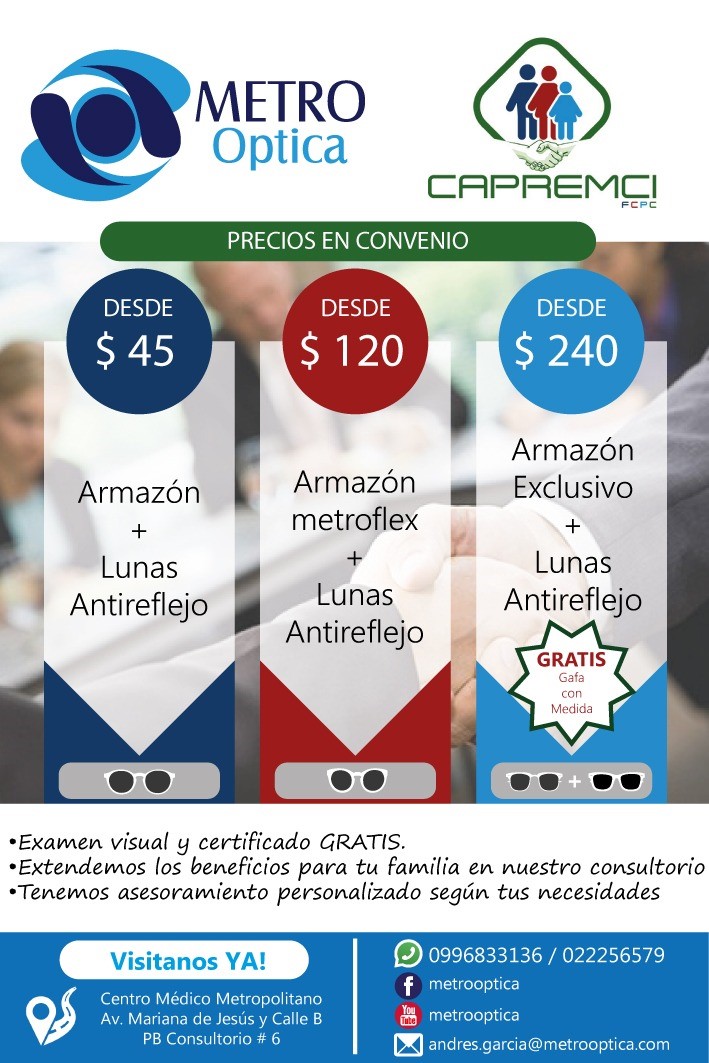 METRO
Optica
CAPREMCI
FCPC
PRECIOS EN CONVENIO
DESDE
$ 45
Armazón
+
Lunas
Antireflejo
DESDE
$ 120
Armazón
metroflex
+
Lunas
Antireflejo
DESDE
$ 240
Armazón
Exclusivo
+
Lunas
Antireflejo
GRATIS
Gafa
con
Medida
+
•Examen visual y certificado GRATIS.
•Extendemos los beneficios para tu familia en nuestro consultorio
•Tenemos asesoramiento personalizado según tus necesidades
Visitanos YA!
Centro Médico Metropolitano
Av. Mariana de Jesús y Calle B
PB Consultorio # 6
0996833136 / 022256579
metrooptica
You Tube metrooptica
andres.garcia@metrooptica.com